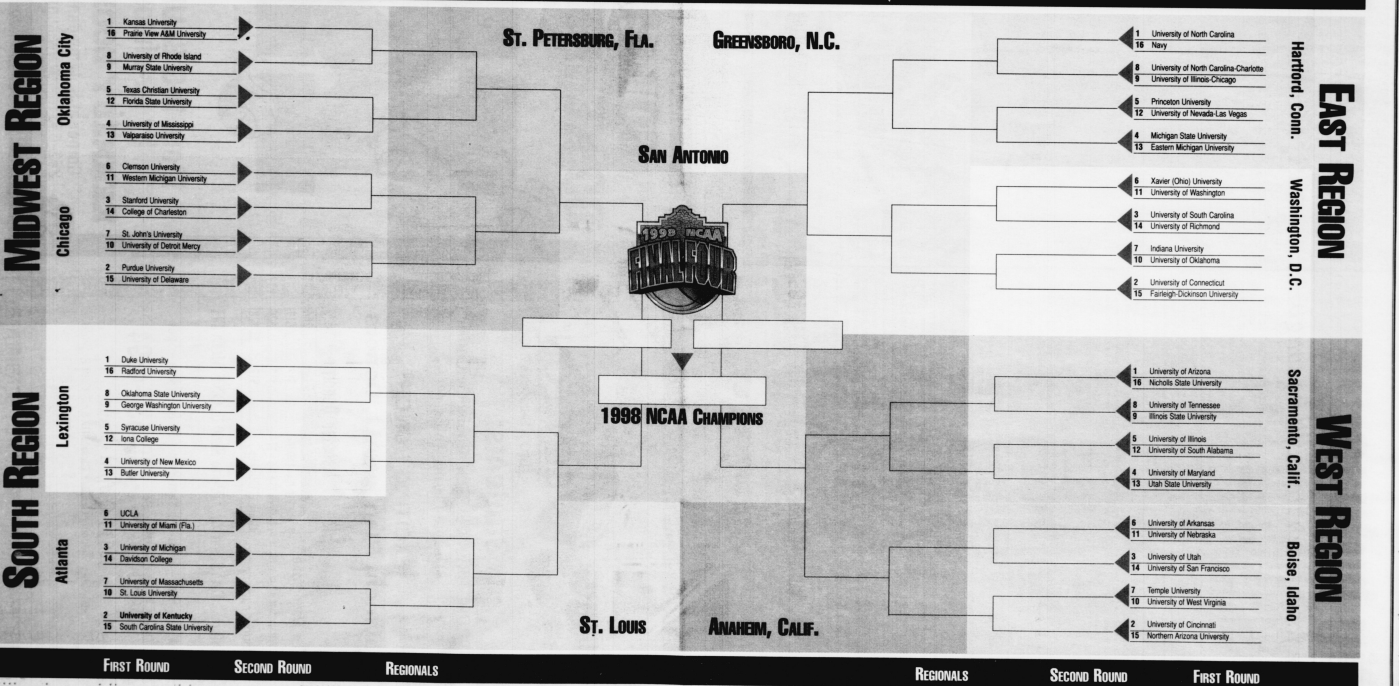 MIDWEST REGION
Oklahoma City
1 Kansas University
16 Prairie View A&M University
8 University of Rhode Island
9 Murray State University
5 Texas Christian University
12 Florida State University
4 University of Mississippi
13 Valparaiso University
Chicago
6 Clemson University
11 Western Michigan University
3 Stanford University
14 College of Charleston
7 St. John's University
10 University of Detroit Mercy
2 Purdue University
15 University of Delaware
SOUTH REGION
Lexington
1 Duke University
16 Radford University
8 Oklahoma State University
9 George Washington University
5 Syracuse University
12 Iona College
4 University of New Mexico
13 Butler University
Atlanta
6 UCLA
11 University of Miami (Fla.)
3 University of Michigan
14 Davidson College
7 University of Massachusetts
10 St. Louis University
2 University of Kentucky
15 South Carolina State University
ST. PETERSBURG, FLA.
GREENSBORO, N.C.
SAN ANTONIO
1998 NCAA
FINAL FOUR
1998 NCAA CHAMPIONS
ST. LOUIS
ANAHEIM, CALIF.
EAST REGION
Hartford, Conn.
1 University of North Carolina
16 Navy
8 University of North Carolina-Charlotte
9 University of Illinois-Chicago
5 Princeton University
12 University of Nevada-Las Vegas
4 Michigan State University
13 Eastern Michigan University
Washington, D.C.
6 Xavier (Ohio) University
11 University of Washington
3 University of South Carolina
14 University of Richmond
7 Indiana University
10 University of Oklahoma
2 University of Connecticut
15 Fairleigh-Dickinson University
WEST REGION
Sacramento, Calif.
1 University of Arizona
16 Nicholls State University
8 University of Tennessee
9 Illinois State University
5 University of Illinois
12 University of South Alabama
4 University of Maryland
13 Utah State University
Boise, Idaho
6 University of Arkansas
11 University of Nebraska
3 University of Utah
14 University of San Francisco
7 Temple University
10 University of West Virginia
2 University of Cincinnati
15 Northern Arizona University
FIRST ROUND
SECOND ROUND
REGIONALS
REGIONALS
SECOND ROUND
FIRST ROUND